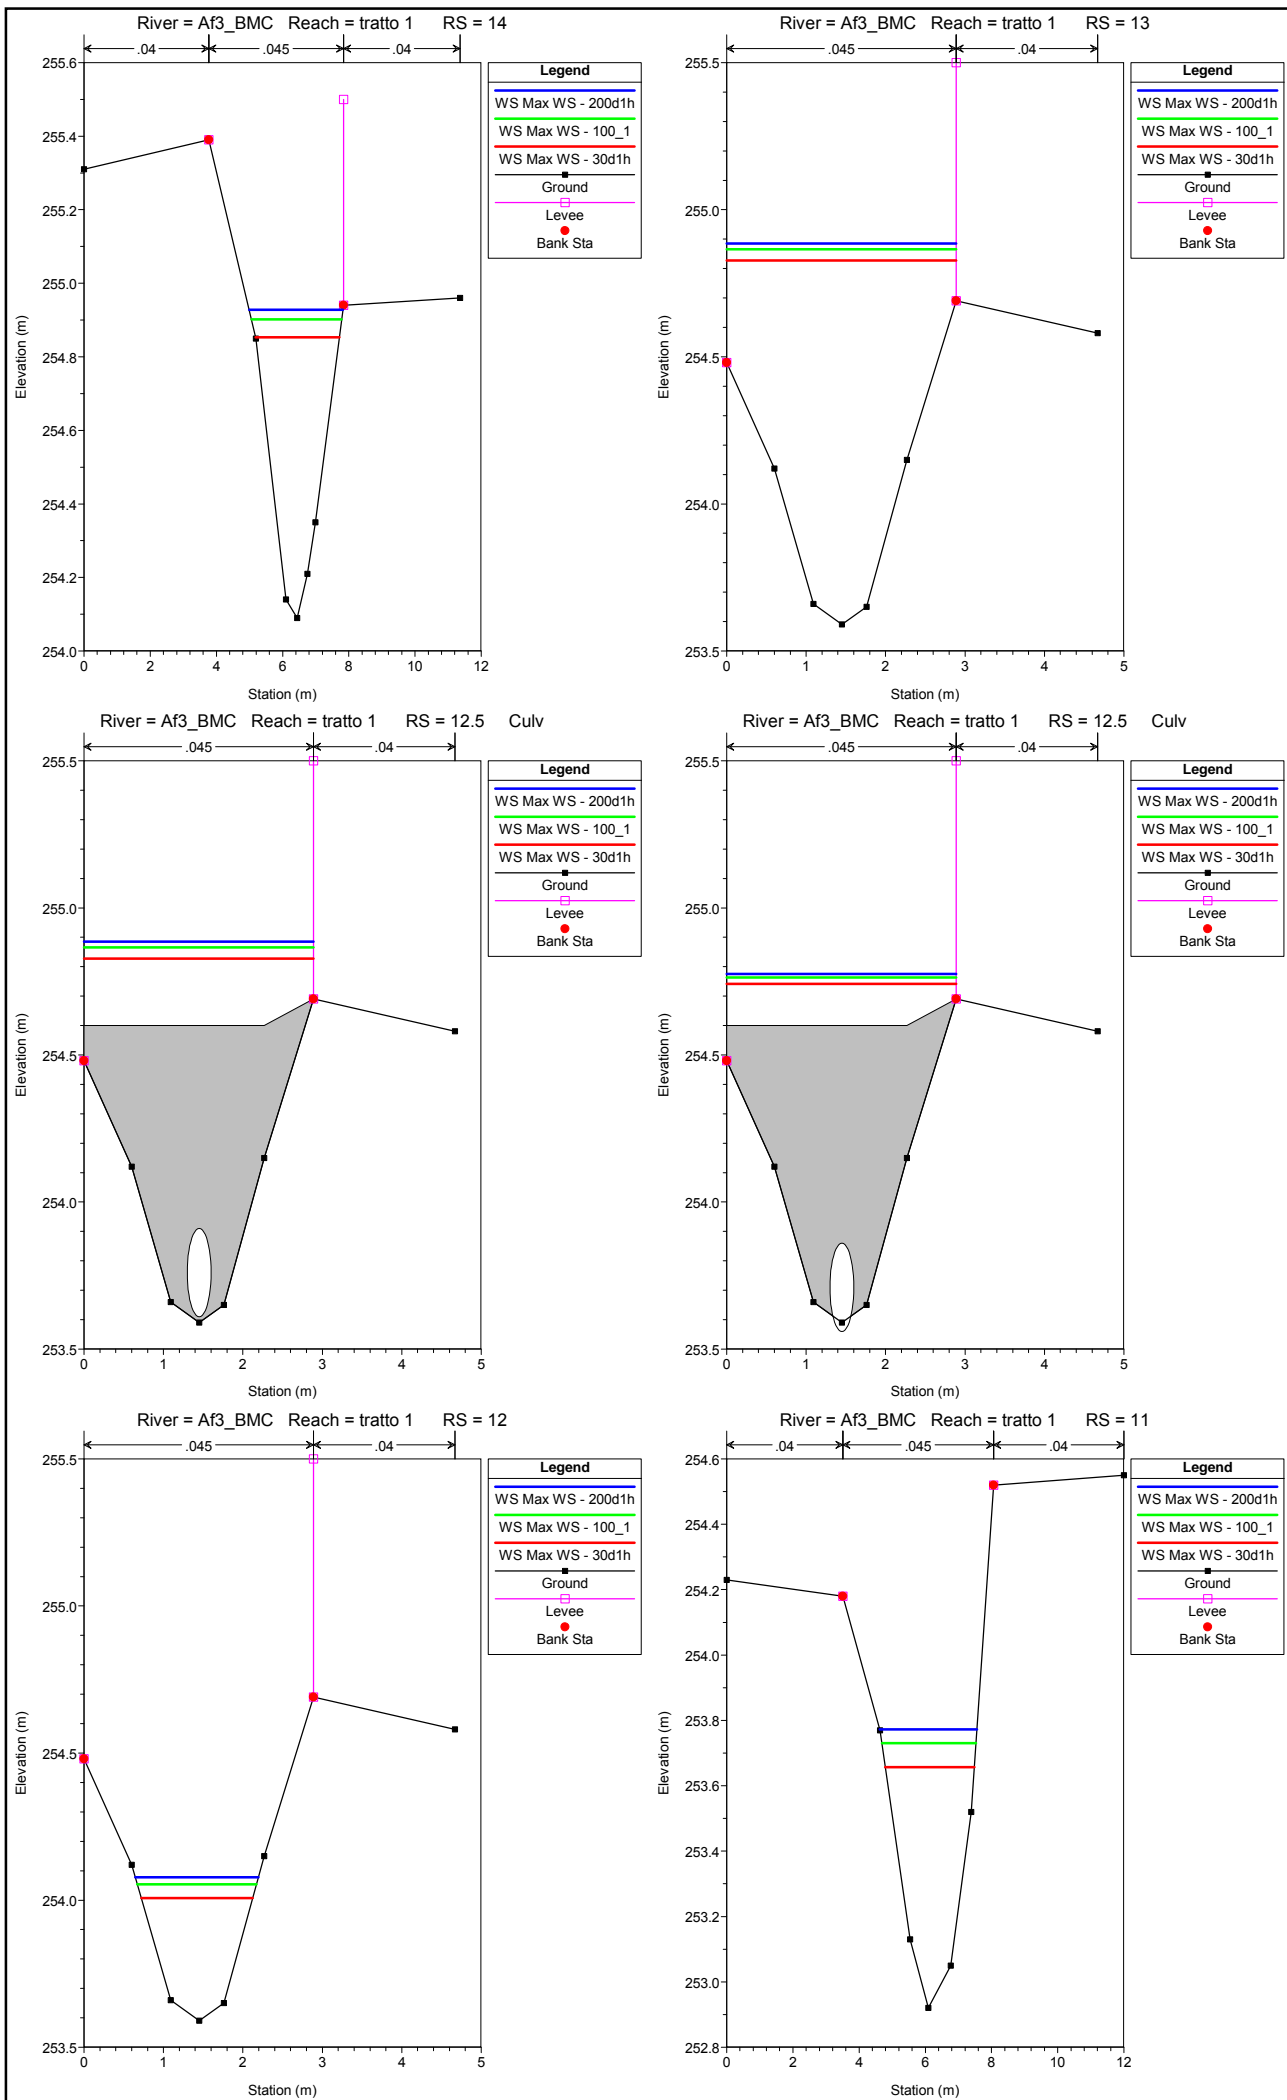 River = Af3_BMC Reach = tratto 1 RS = 14
.04 .045 .04
255.6
255.4
255.2
255.0
254.8
254.6
254.4
254.2
254.0
0 2 4 6 8 10 12
Station (m)
Elevation (m)
Legend
WS Max WS - 200d1h
WS Max WS - 100_1
WS Max WS - 30d1h
Ground
Levee
Bank Sta
River = Af3_BMC Reach = tratto 1 RS = 13
.045 .04
255.5
255.0
254.5
254.0
253.5
0 1 2 3 4 5
Station (m)
Elevation (m)
Legend
WS Max WS - 200d1h
WS Max WS - 100_1
WS Max WS - 30d1h
Ground
Levee
Bank Sta
River = Af3_BMC Reach = tratto 1 RS = 12.5 Culv
.045 .04
255.5
255.0
254.5
254.0
253.5
0 1 2 3 4 5
Station (m)
Elevation (m)
Legend
WS Max WS - 200d1h
WS Max WS - 100_1
WS Max WS - 30d1h
Ground
Levee
Bank Sta
River = Af3_BMC Reach = tratto 1 RS = 12.5 Culv
.045 .04
255.5
255.0
254.5
254.0
253.5
0 1 2 3 4 5
Station (m)
Elevation (m)
Legend
WS Max WS - 200d1h
WS Max WS - 100_1
WS Max WS - 30d1h
Ground
Levee
Bank Sta
River = Af3_BMC Reach = tratto 1 RS = 12
.045 .04
255.5
255.0
254.5
254.0
253.5
0 1 2 3 4 5
Station (m)
Elevation (m)
Legend
WS Max WS - 200d1h
WS Max WS - 100_1
WS Max WS - 30d1h
Ground
Levee
Bank Sta
River = Af3_BMC Reach = tratto 1 RS = 11
.04 .045 .04
254.6
254.4
254.2
254.0
253.8
253.6
253.4
253.2
253.0
252.8
0 2 4 6 8 10 12
Station (m)
Elevation (m)
Legend
WS Max WS - 200d1h
WS Max WS - 100_1
WS Max WS - 30d1h
Ground
Levee
Bank Sta